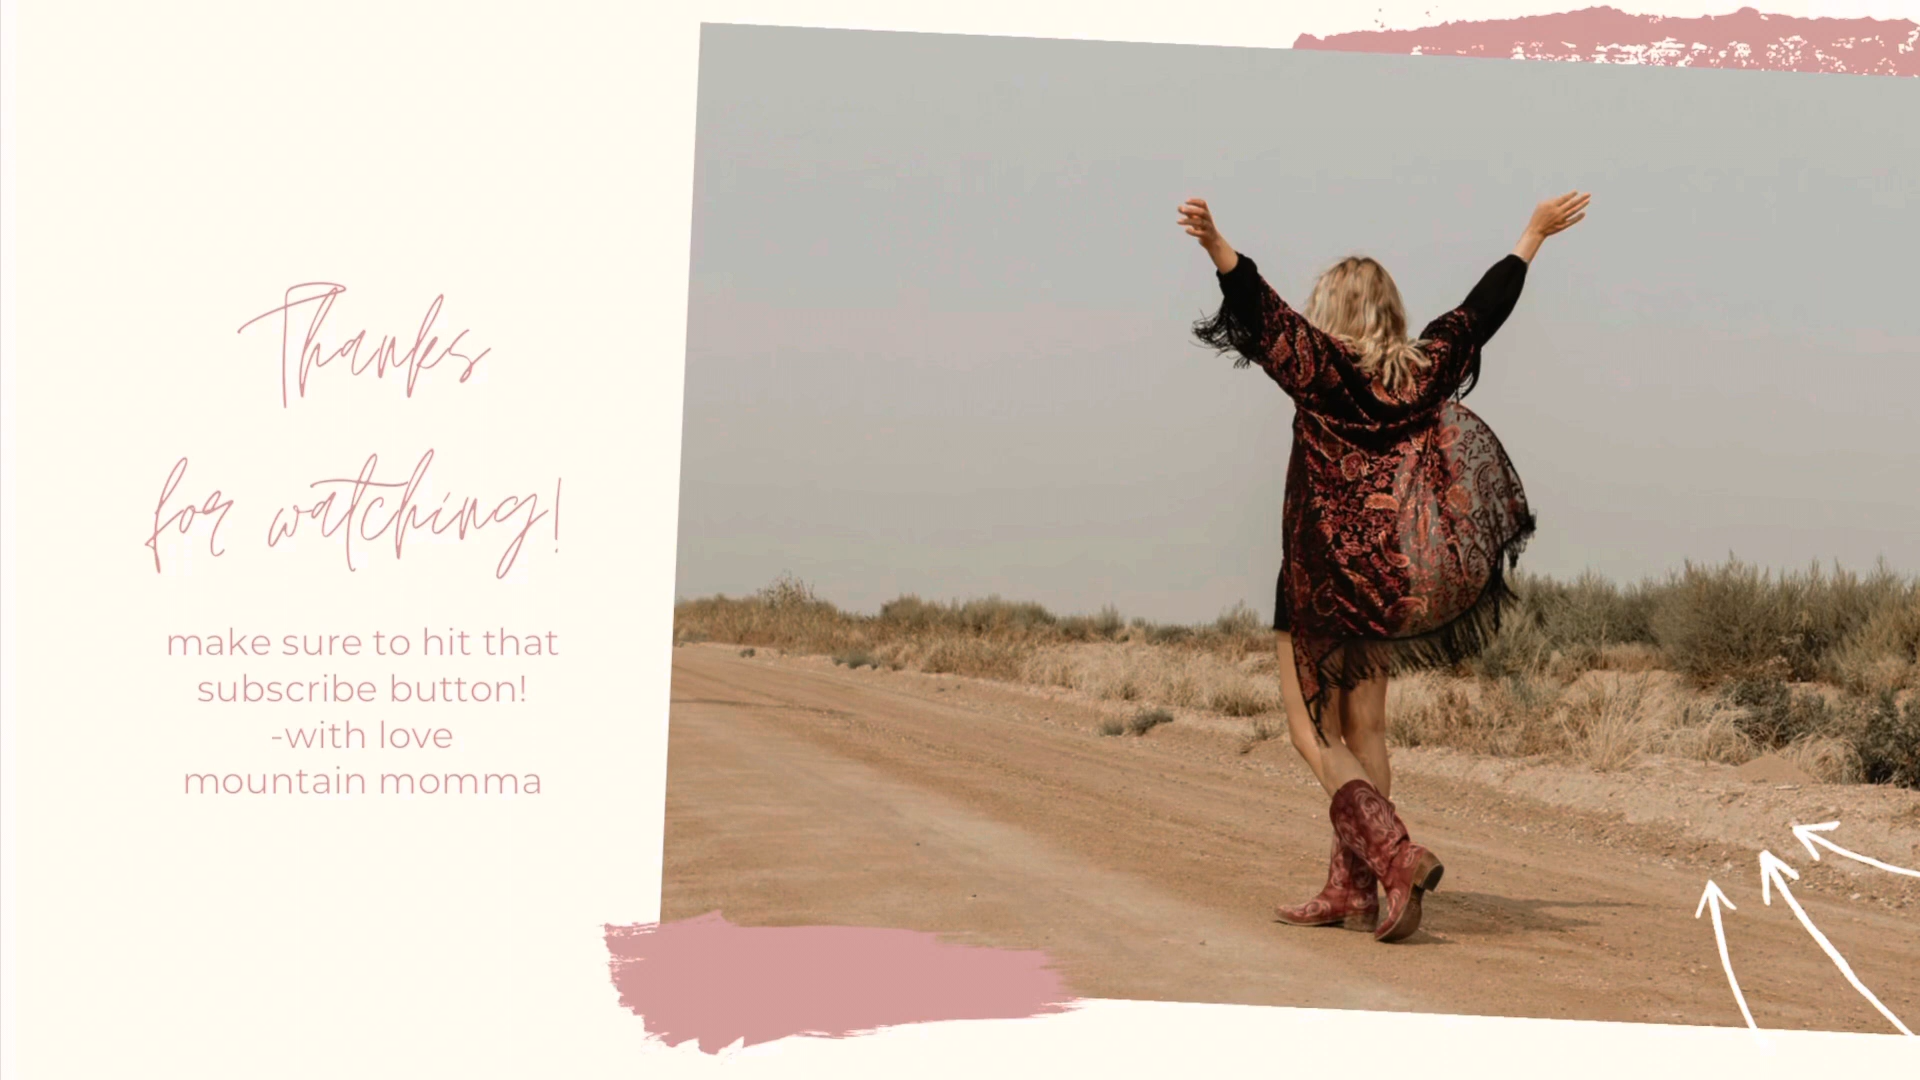 Thanks
for watching!
make sure to hit that
subscribe button!
-with love
mountain momma